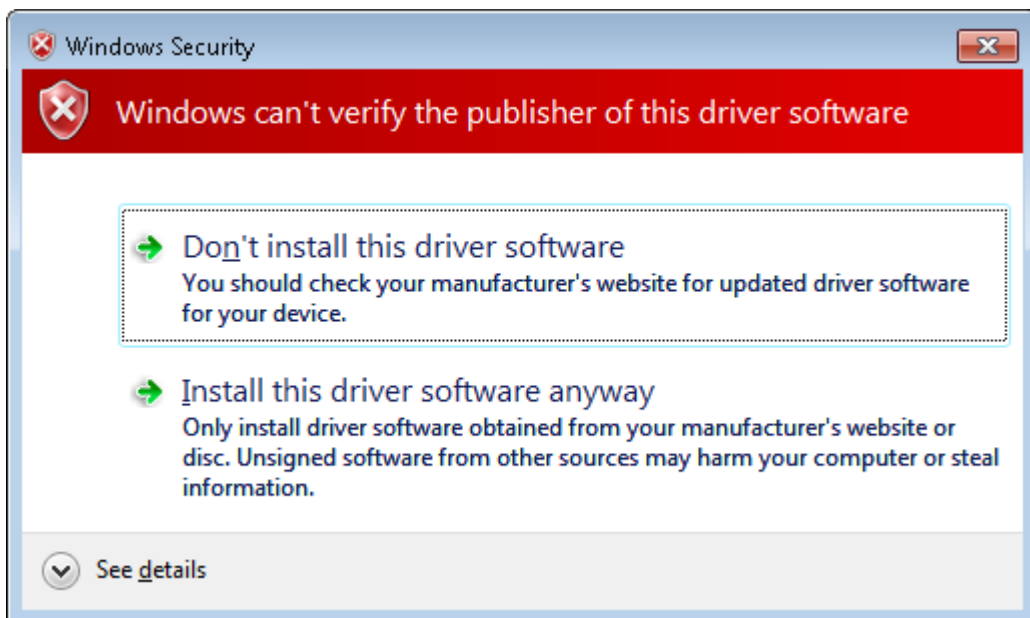 Windows Security
Windows can't verify the publisher of this driver software
Don't install this driver software
You should check your manufacturer's website for updated driver software
for your device.
Install this driver software anyway
Only install driver software obtained from your manufacturer's website or
disc. Unsigned software from other sources may harm your computer or steal
information.
See details